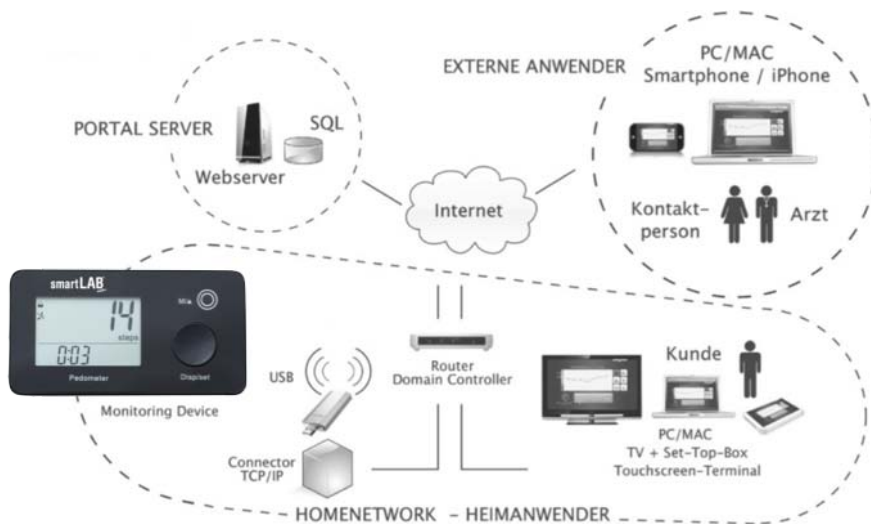 EXTERNE ANWENDER
PC/MAC
Smartphone / iPhone
PORTAL SERVER
SQL
Webserver
Internet
Kontakt-
person
Arzt
smartLAB
14
steps
0:03
Pedometer
Disp/set
Monitoring Device
USB
Connector
TCP/IP
Router
Domain Controller
Kunde
PC/MAC
TV + Set-Top-Box
Touchscreen-Terminal
HOMENETWORK - HEIMANWENDER